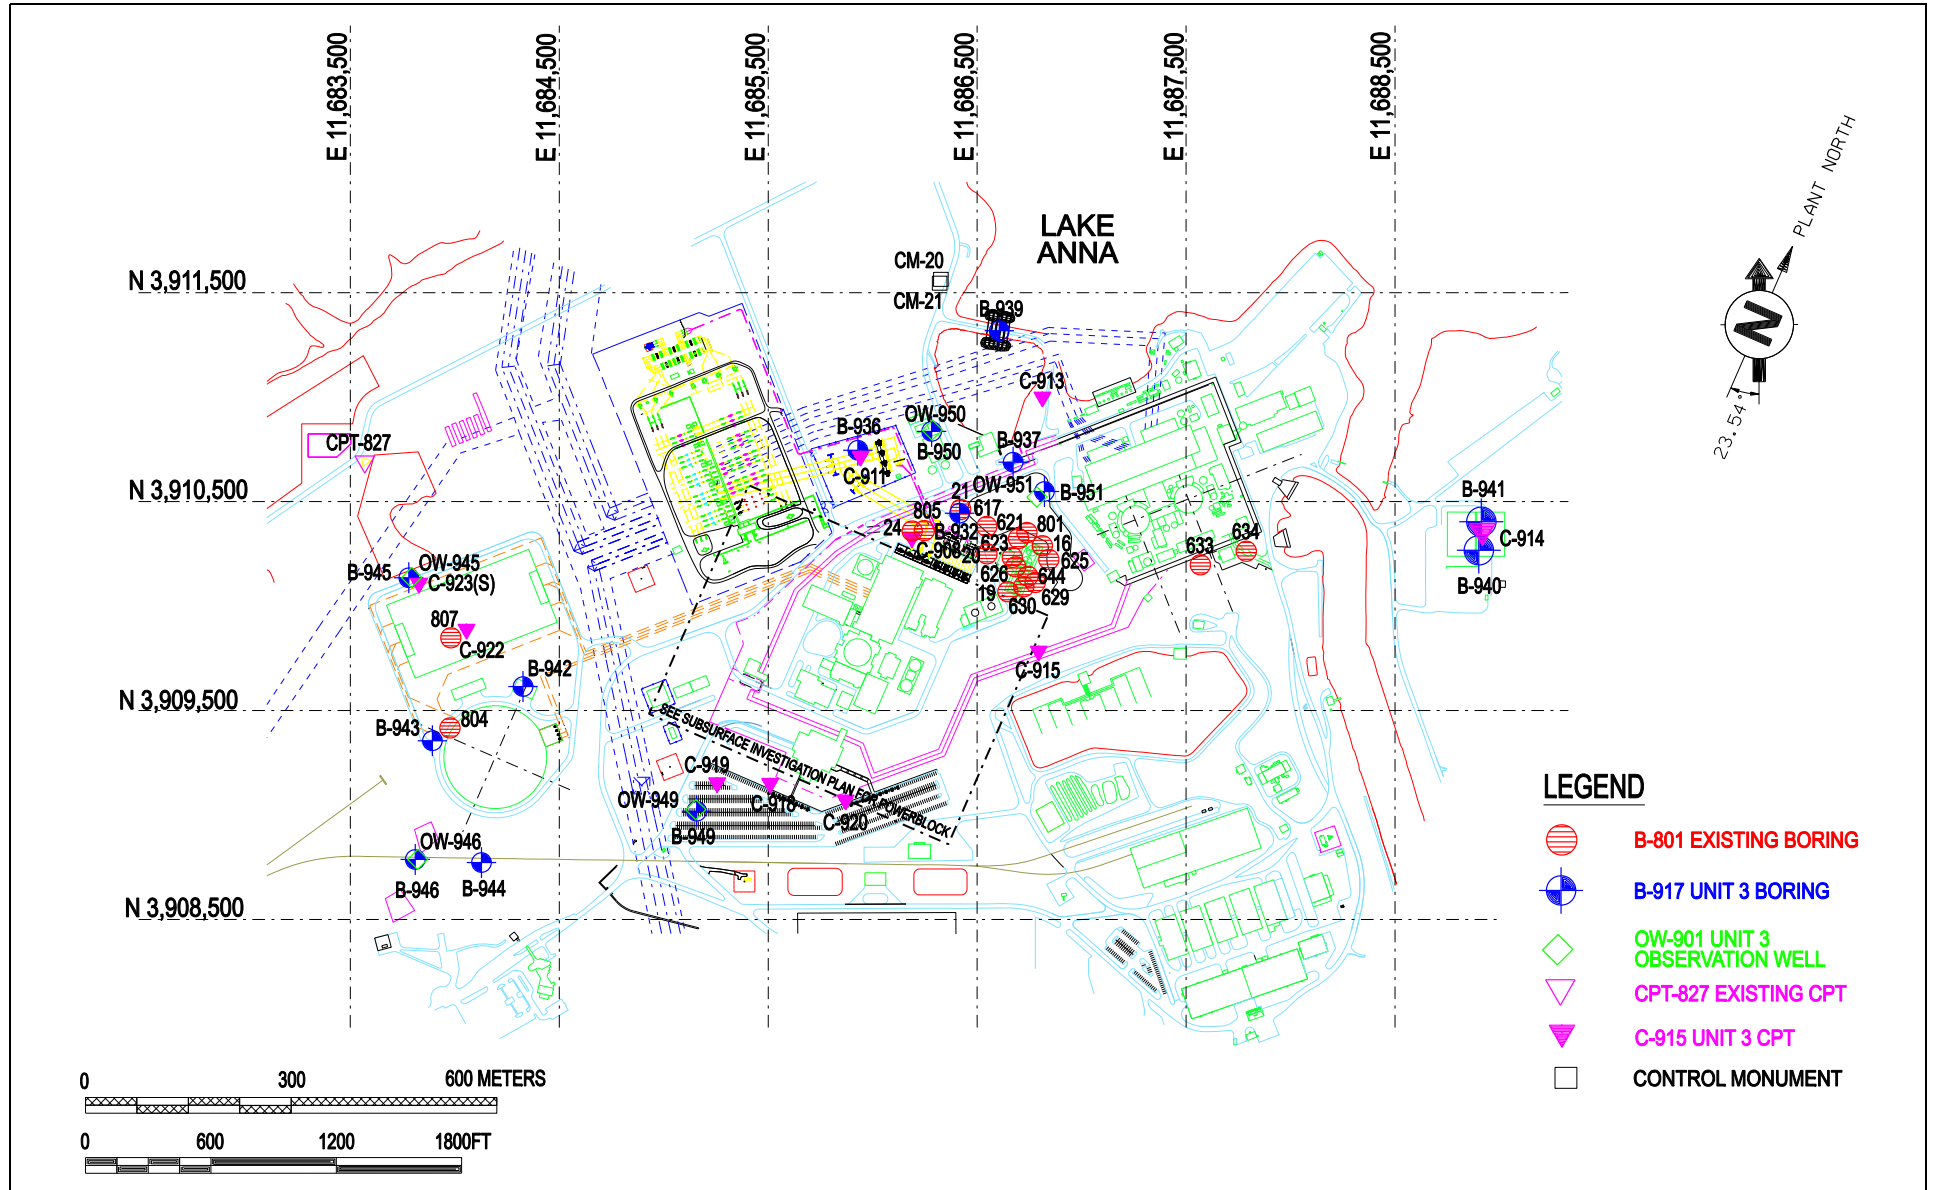 E 11,683,500
E 11,684,500
E 11,685,500
E 11,686,500
E 11,687,500
E 11,688,500
PLANT NORTH
N
23.54°
LAKE
ANNA
CM-20
CM-21
N 3,911,500
B-939
C-913
OW-950
B-936
B-937
B-950
CPT-827
C-911
OW-951
B-951
N 3,910,500
B-941
21
617
805
621
801
24
B-932
C-914
623
16
634
C-908
20
625
633
OW-945
B-945
626
644
B-940
C-923(S)
19
629
630
807
C-922
C-915
B-942
N 3,909,500
SEE SUBSURFACE INVESTIGATION PLAN FOR POWERBLOCK
804
B-943
C-919
OW-949
C-918
C-920
B-949
OW-946
B-946
B-944
N 3,908,500
LEGEND
B-801 EXISTING BORING
B-917 UNIT 3 BORING
OW-901 UNIT 3
OBSERVATION WELL
CPT-827 EXISTING CPT
C-915 UNIT 3 CPT
CONTROL MONUMENT
0 300 600 METERS
0 600 1200 1800FT